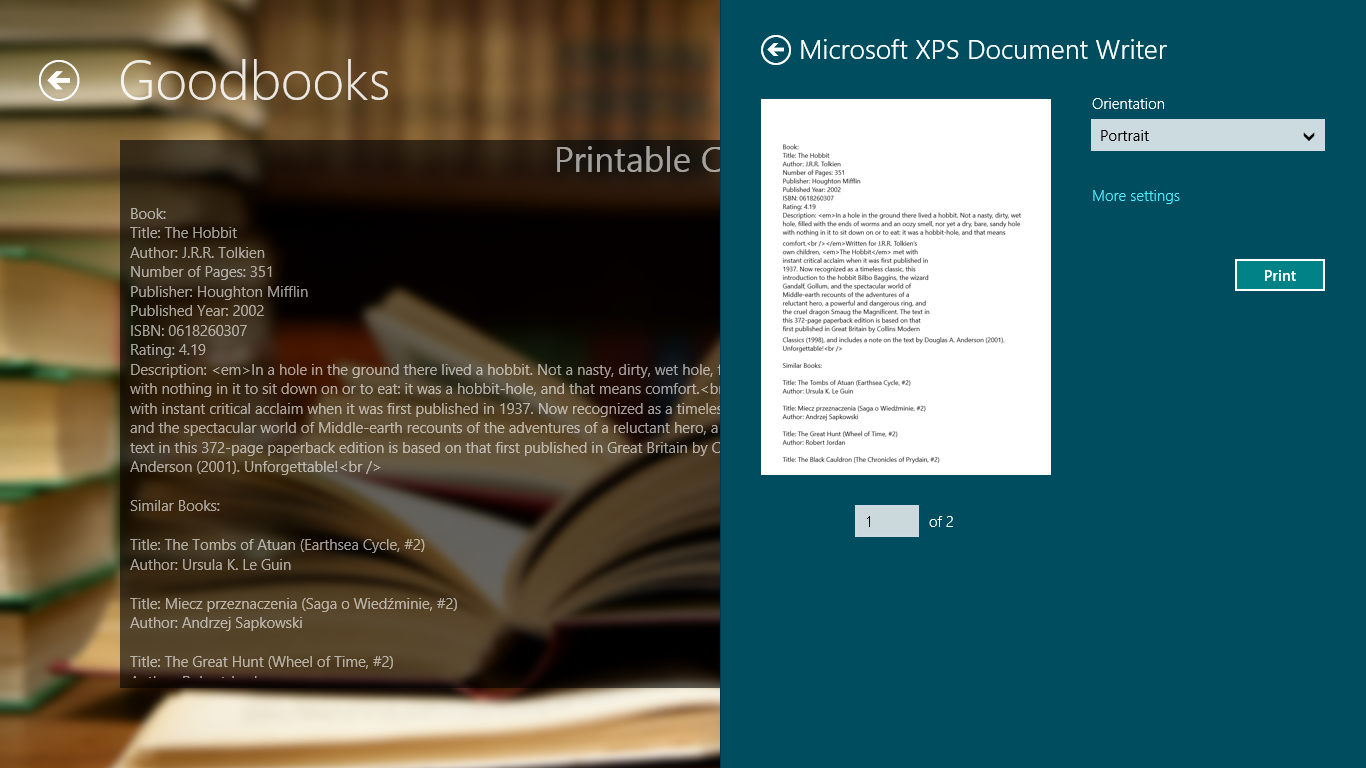 Goodbooks
Printable C
Book:
Title: The Hobbit
Author: J.R.R. Tolkien
Number of Pages: 351
Publisher: Houghton Mifflin
Published Year: 2002
ISBN: 0618260307
Rating: 4.19
Description: <em>In a hole in the ground there lived a hobbit. Not a nasty, dirty, wet hole, f
with nothing in it to sit down on or to eat: it was a hobbit-hole, and that means comfort.<br
with instant critical acclaim when it was first published in 1937. Now recognized as a timeles
and the spectacular world of Middle-earth recounts of the adventures of a reluctant hero, a
text in this 372-page paperback edition is based on that first published in Great Britain by C
Anderson (2001). Unforgettable!<br />
Similar Books:
Title: The Tombs of Atuan (Earthsea Cycle, #2)
Author: Ursula K. Le Guin
Title: Miecz przeznaczenia (Saga o Wiedźminie, #2)
Author: Andrzej Sapkowski
Title: The Great Hunt (Wheel of Time, #2)
Microsoft XPS Document Writer
Book:
Title: The Hobbit
Author: J.R.R. Tolkien
Number of Pages: 351
Publisher: Houghton Mifflin
Published Year: 2002
ISBN: 0618260307
Rating: 4.19
Description: <em>In a hole in the ground there lived a hobbit. Not a nasty, dirty, wet
hole, filled with the ends of worms and an oozy smell, nor yet a dry, bare, sandy hole
with nothing in it to sit down on or to eat: it was a hobbit-hole, and that means
comfort.<br /></em>Written for J.R.R. Tolkien's
own children, <em>The Hobbit</em> met with
instant critical acclaim when it was first published in
1937. Now recognized as a timeless classic, this
introduction to the hobbit Bilbo Baggins, the wizard
Gandalf, Gollum, and the spectacular world of
Middle-earth recounts of the adventures of a
reluctant hero, a powerful and dangerous ring, and
the cruel dragon Smaug the Magnificent. The text in
this 372-page paperback edition is based on that
first published in Great Britain by Collins Modern
Classics (1998), and includes a note on the text by Douglas A. Anderson (2001).
Unforgettable!<br />
Similar Books:
Title: The Tombs of Atuan (Earthsea Cycle, #2)
Author: Ursula K. Le Guin
Title: Miecz przeznaczenia (Saga o Wiedźminie, #2)
Author: Andrzej Sapkowski
Title: The Great Hunt (Wheel of Time, #2)
Author: Robert Jordan
Title: The Black Cauldron (The Chronicles of Prydain, #2)
1 of 2
Orientation
Portrait
More settings
Print